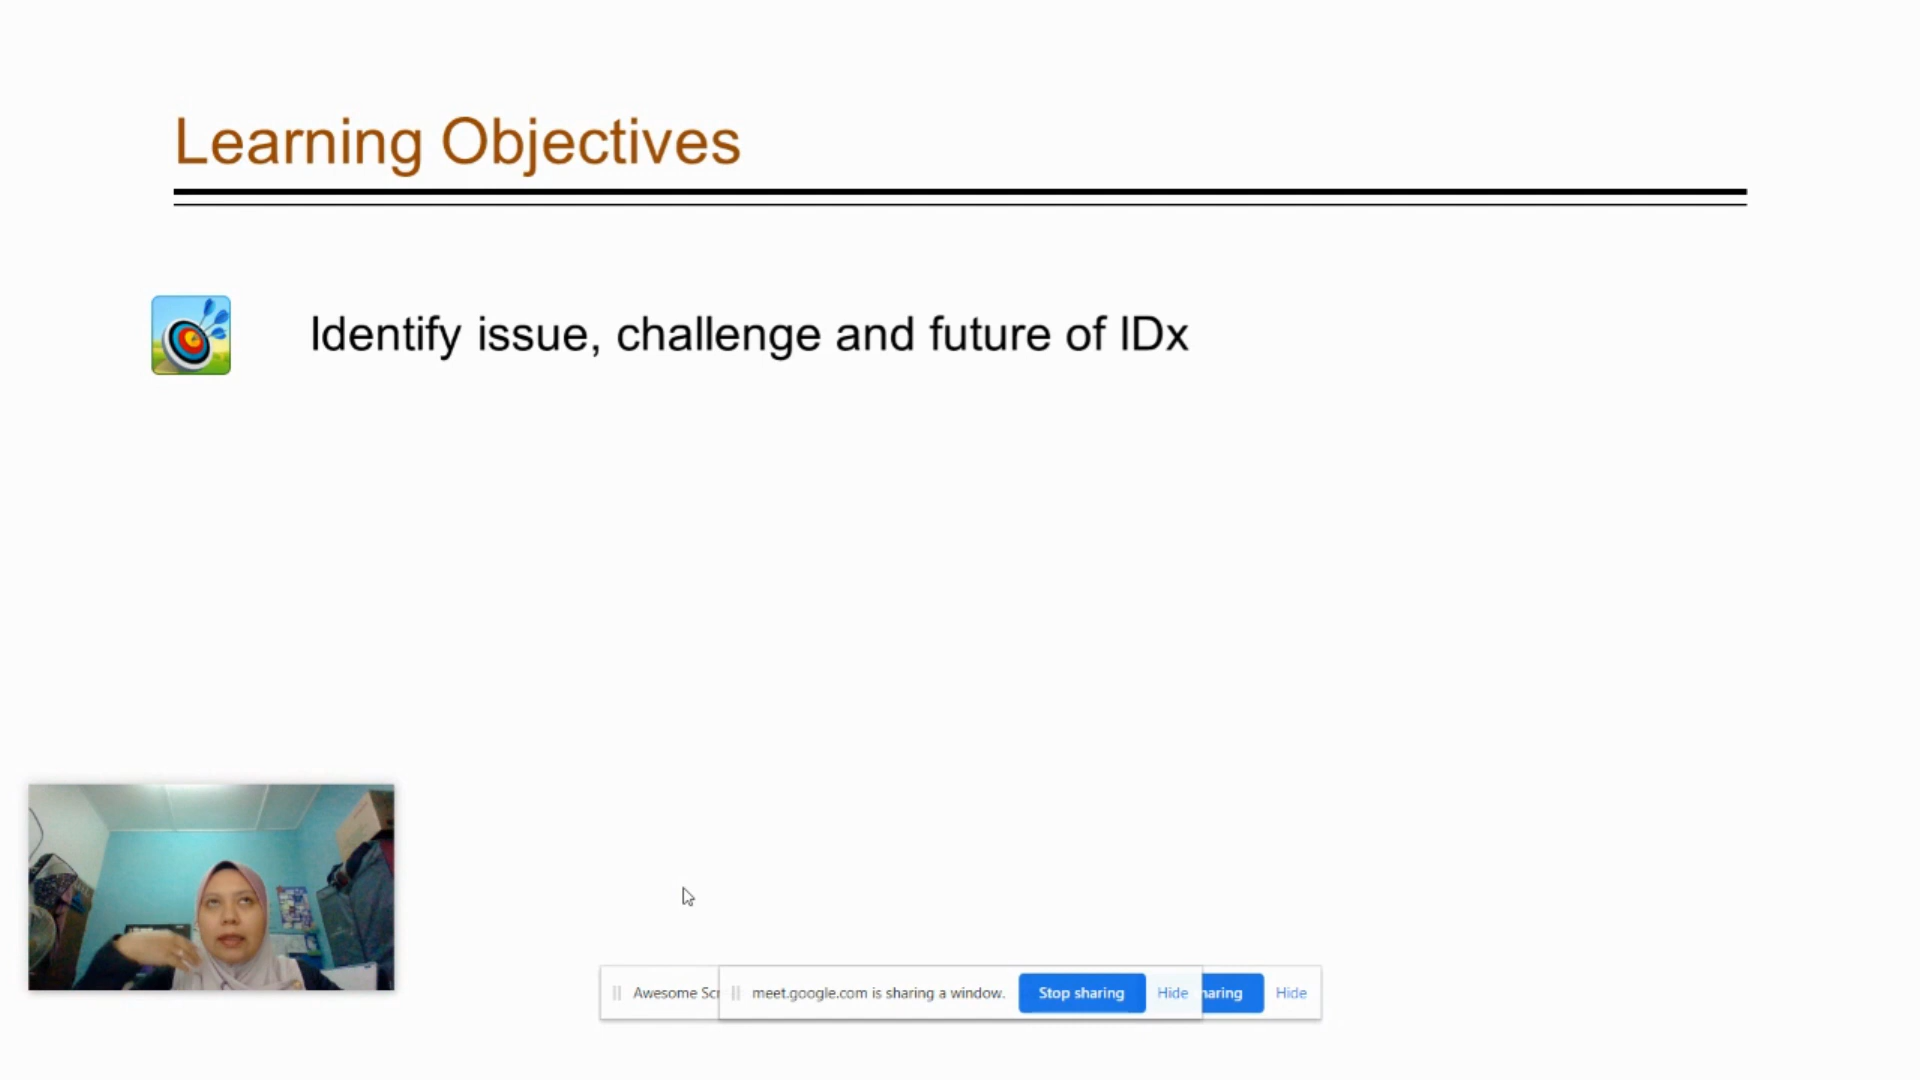 Learning Objectives
Identify issue, challenge and future of IDx
Awesome Scr
meet.google.com is sharing a window. Stop sharing Hide haring Hide